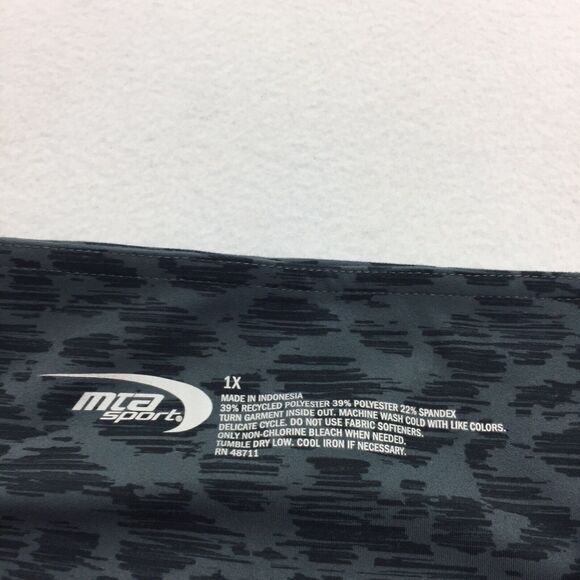 mta
sport®
1X
MADE IN INDONESIA
39% RECYCLED POLYESTER 39% POLYESTER 22% SPANDEX
TURN GARMENT INSIDE OUT. MACHINE WASH COLD WITH LIKE COLORS.
DELICATE CYCLE. DO NOT USE FABRIC SOFTENERS.
ONLY NON-CHLORINE BLEACH WHEN NEEDED.
TUMBLE DRY LOW. COOL IRON IF NECESSARY.
RN 48711